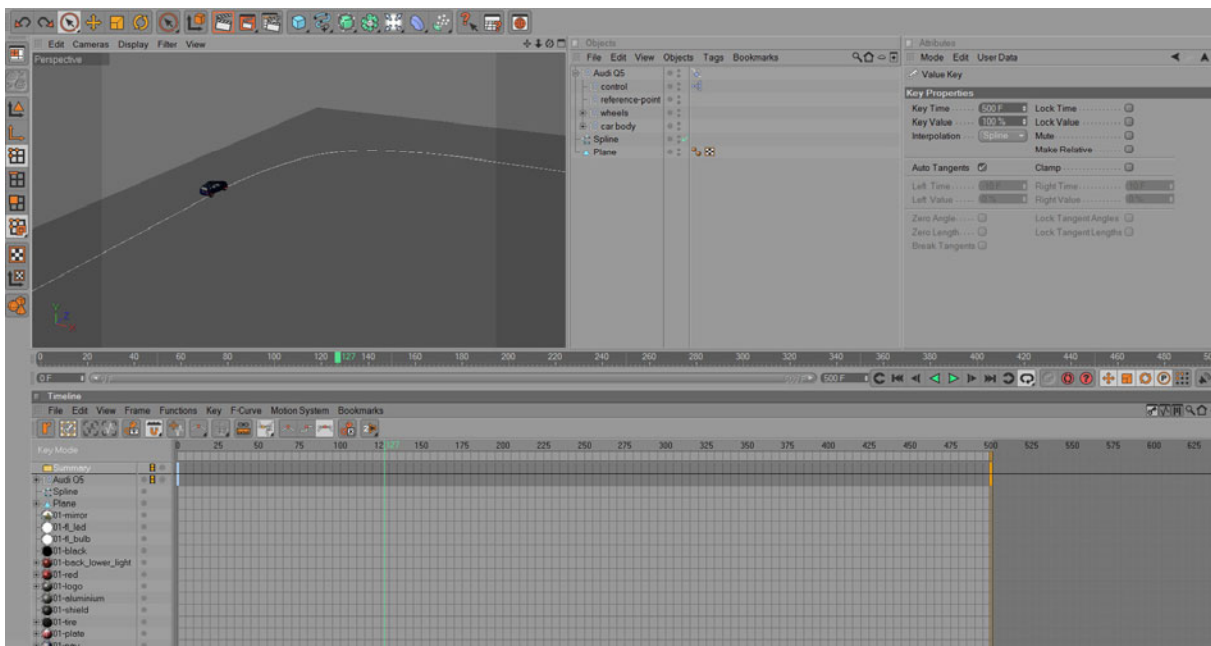 Edit Cameras Display Filter View
Perspective
Y
Z
X
Objects
File Edit View Objects Tags Bookmarks
Audi Q5
control
reference-point
wheels
carbody
Spline
Plane
Attributes
Mode Edit User Data
Value Key
Key Properties
Key Time 500 F Lock Time
Key Value 100 % Lock Value
Interpolation Spline Mute
Make Relative
Auto Tangents Clamp
Left Time -10 F Right Time 10 F
Left Value 0 % Right Value 0 %
Zero Angle Lock Tangent Angles
Zero Length Lock Tangent Lengths
Break Tangents
0 20 40 60 80 100 120 127 140 160 180 200 220 240 260 280 300 320 340 360 380 400 420 440 460 480 50
0 F 500 F
Timeline
File Edit View Frame Functions Key F-Curve Motion System Bookmarks
Key Mode
0 25 50 75 100 12 127 150 175 200 225 250 275 300 325 350 375 400 425 450 475 500 525 550 575 600 625
Summary
Audi Q5
Spline
Plane
01-mirror
01-fl_led
01-fl_bulb
01-black
01-back_lower_light
01-red
01-logo
01-aluminium
01-shield
01-tire
01-plate